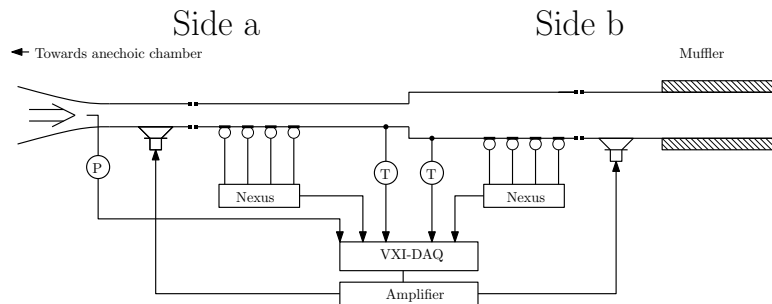 Side a
Side b
Towards anechoic chamber
Muffler
P
T
T
Nexus
Nexus
VXI-DAQ
Amplifier